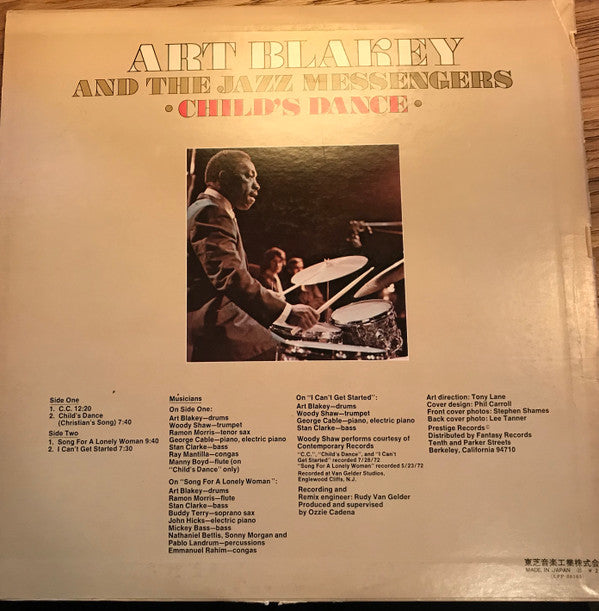 ART BLAKEY
AND THE JAZZ MESSENGERS
• CHILD'S DANCE •
Side One
1. C.C. 12:20
2. Child's Dance
(Christian's Song) 7:40
Side Two
1. Song For A Lonely Woman 9:40
2. I Can't Get Started 7:30
Musicians
On Side One:
Art Blakey—drums
Woody Shaw—trumpet
Ramon Morris—tenor sax
George Cable—piano, electric piano
Stan Clarke—bass
Ray Mantilla—congas
Manny Boyd—flute (on
"Child's Dance" only)
On "Song For A Lonely Woman":
Art Blakey—drums
Ramon Morris—flute
Stan Clarke—bass
Buddy Terry—soprano sax
John Hicks—electric piano
Mickey Bass—bass
Nathaniel Bettis, Sonny Morgan and
Pablo Landrum—percussions
Emmanuel Rahim—congas
On "I Can't Get Started":
Art Blakey—drums
Woody Shaw—trumpet
George Cable—piano, electric piano
Stan Clarke—bass
Woody Shaw performs courtesy of
Contemporary Records
"C.C.", "Child's Dance", and "I Can't
Get Started" recorded 7/28/72
"Song For A Lonely Woman" recorded 5/23/72
Recorded at Van Gelder Studios,
Englewood Cliffs, N.J.
Recording and
Remix engineer: Rudy Van Gelder
Produced and supervised
by Ozzie Cadena
Art direction: Tony Lane
Cover design: Phil Carroll
Front cover photos: Stephen Shames
Back cover photo: Lee Tanner
Prestige Records
Distributed by Fantasy Records
Tenth and Parker Streets
Berkeley, California 94710
東芝音楽工業株式会
MADE IN JAPAN